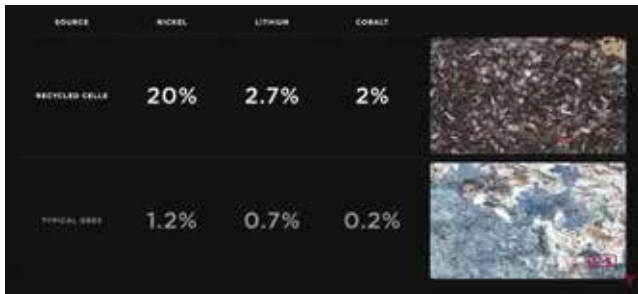 SOURCE NICKEL LITHIUM COBALT
RECYCLED CELLS 20% 2.7% 2%
TYPICAL ORES 1.2% 0.7% 0.2%